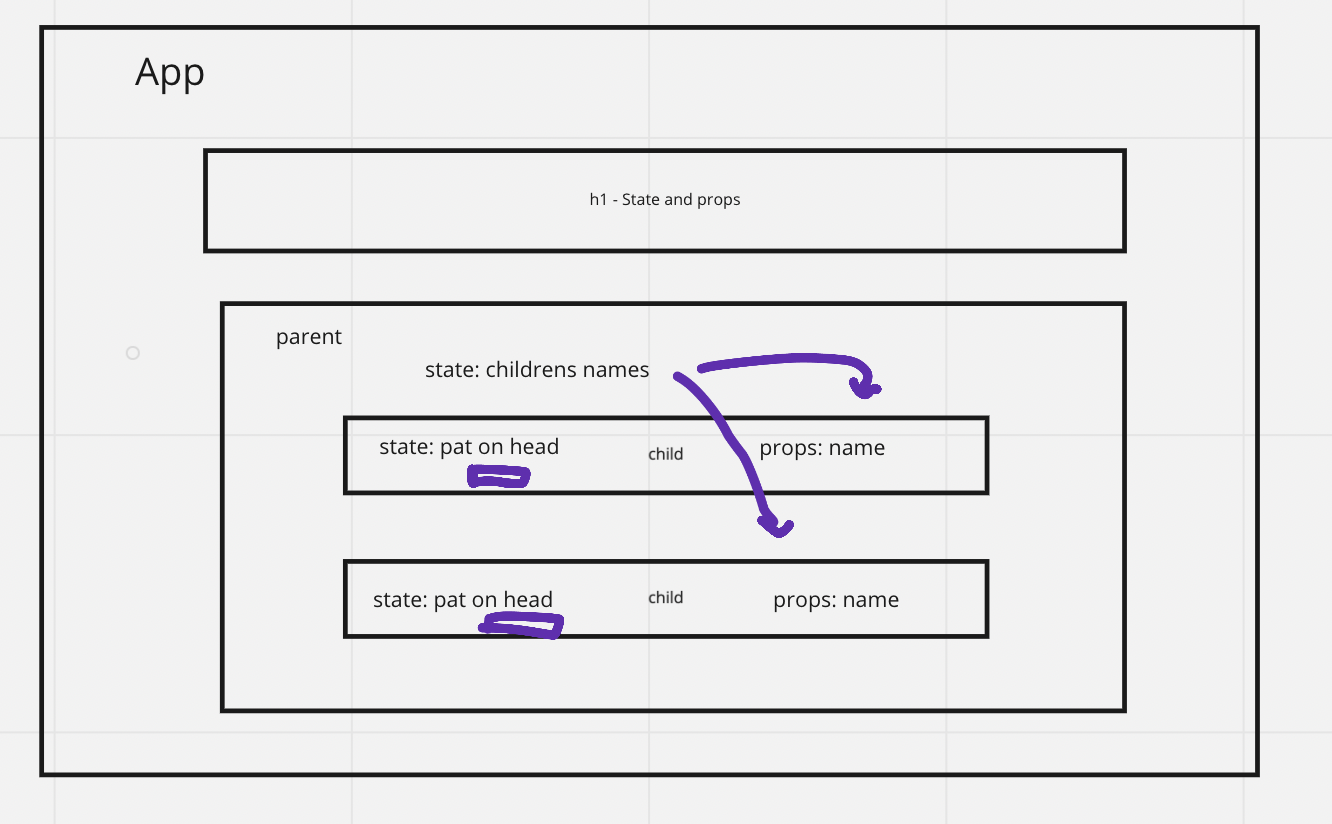 App
h1 - State and props
parent
state: childrens names
state: pat on head
child
props: name
state: pat on head
child
props: name